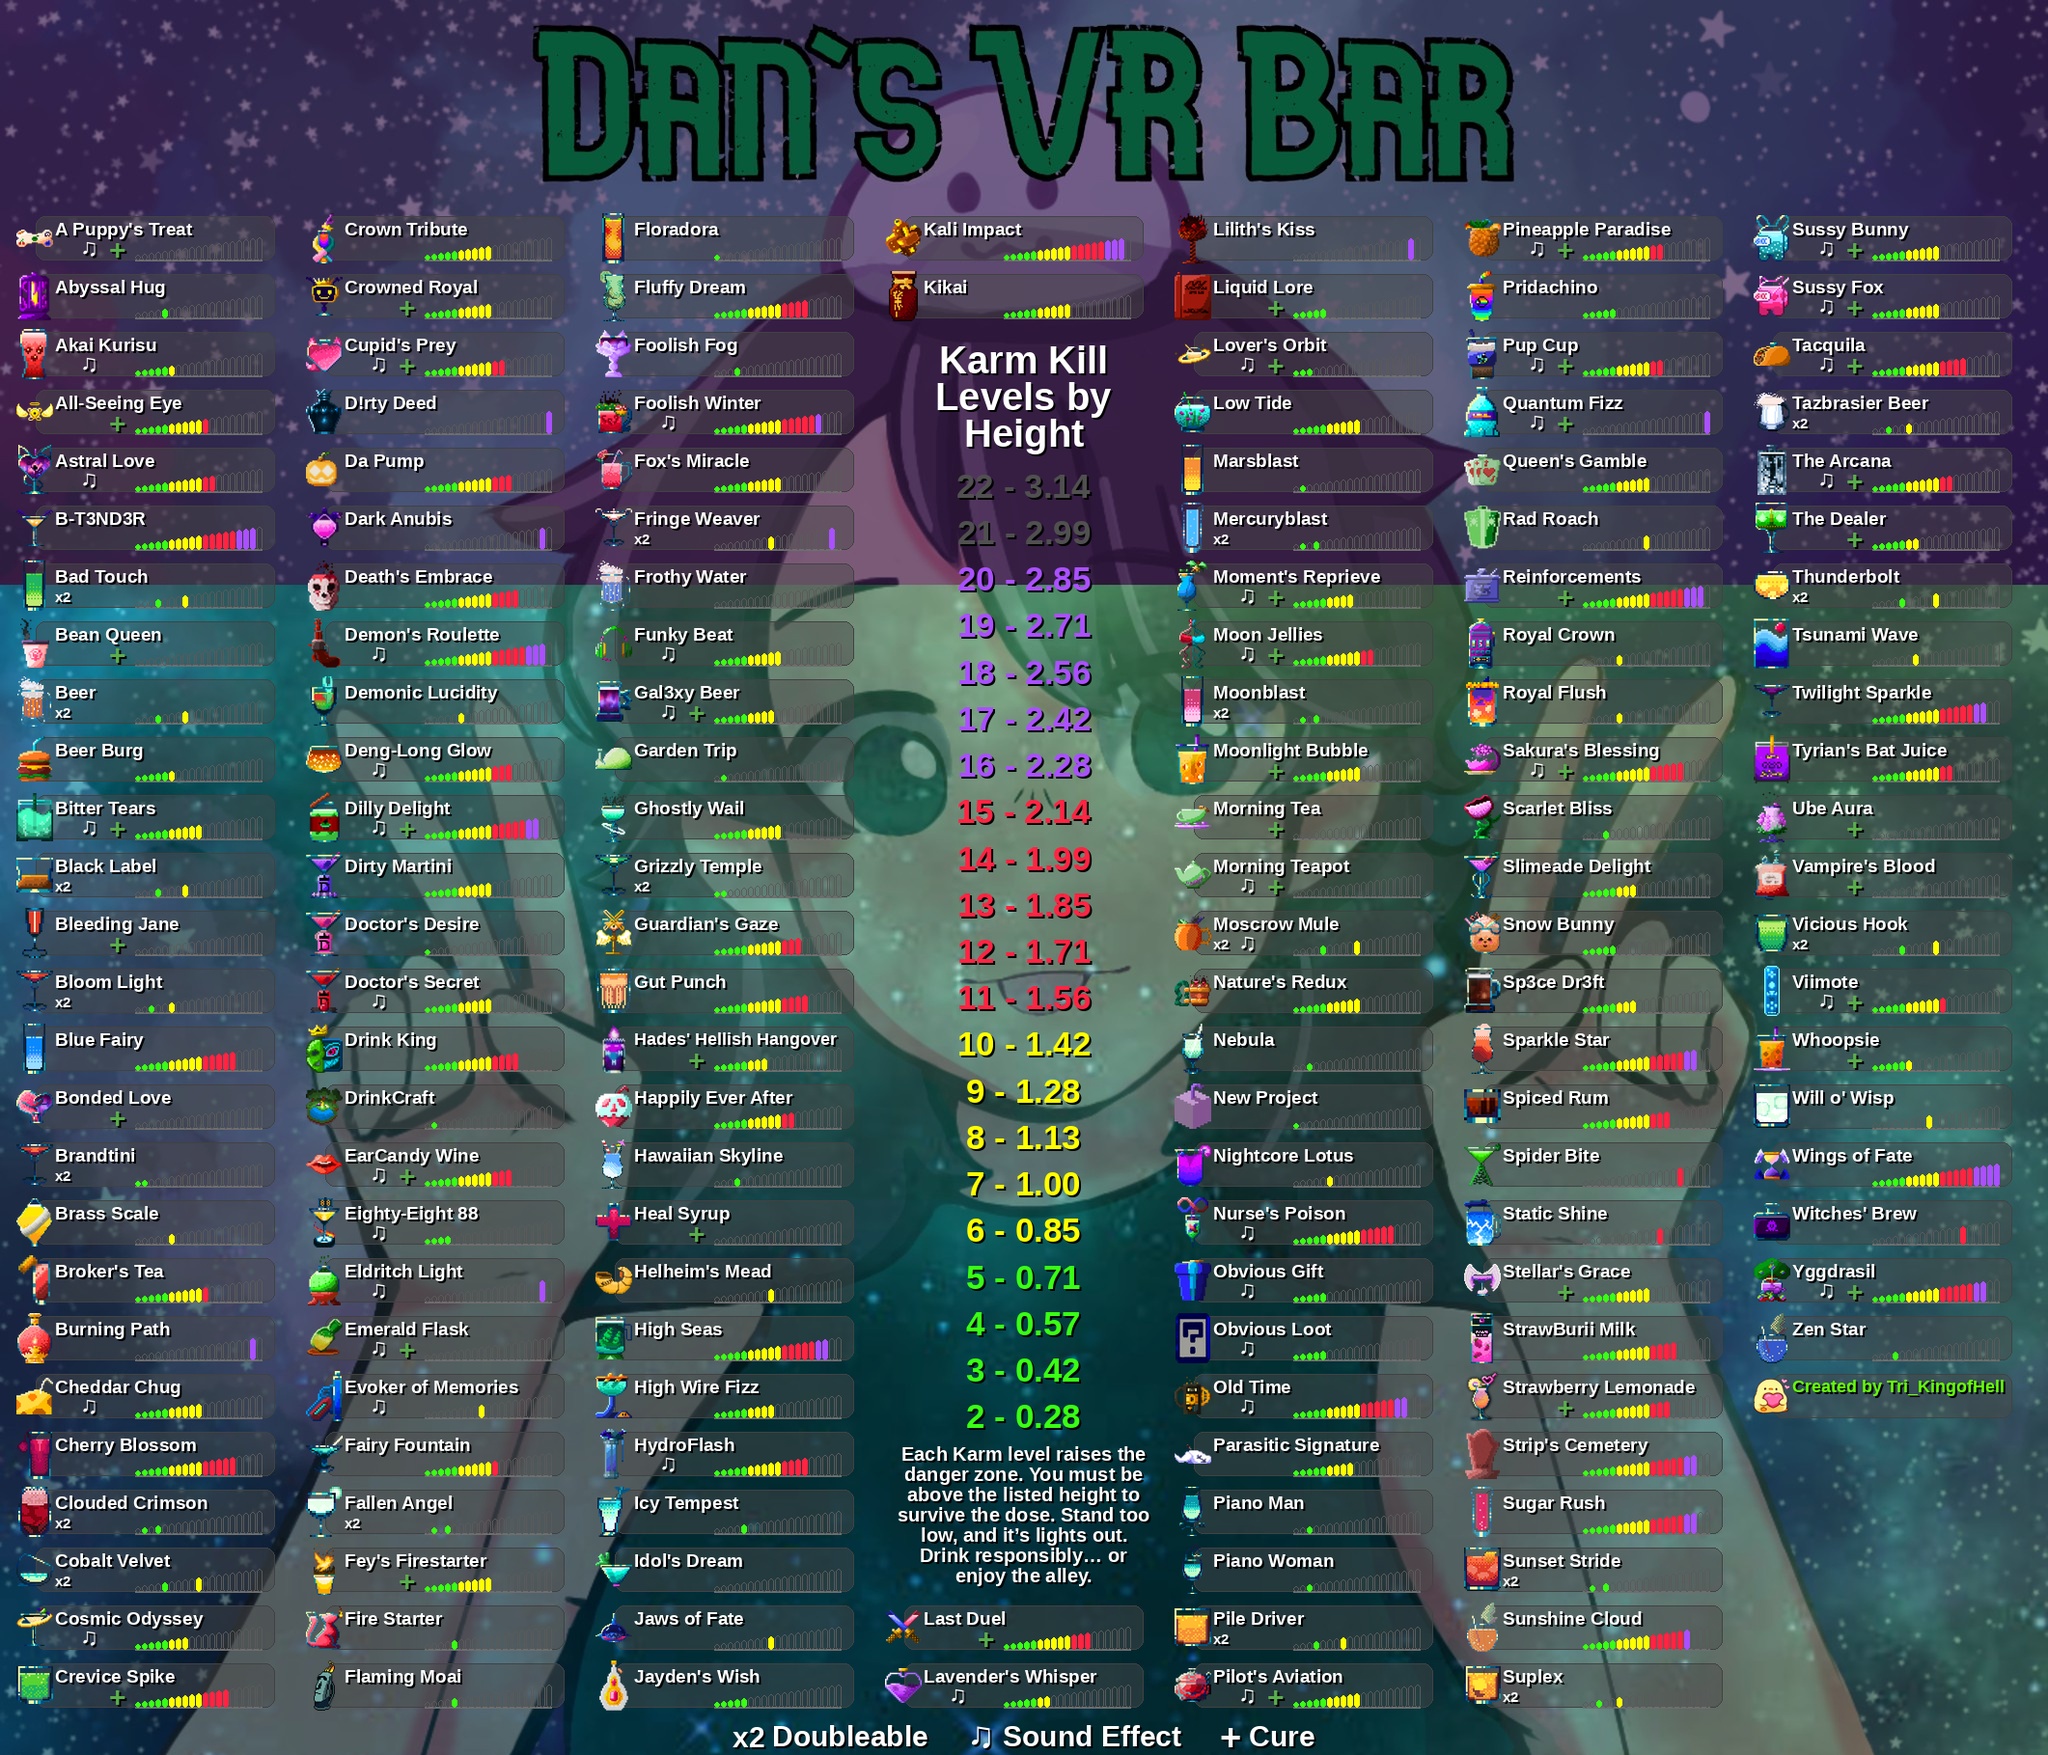 DAN'S VR BAR
A Puppy's Treat
♫ +
Abyssal Hug
Akai Kurisu
♫
All-Seeing Eye
+
Astral Love
♫
B-T3ND3R
Bad Touch
x2
Bean Queen
+
Beer
x2
Beer Burg
Bitter Tears
♫ +
Black Label
x2
Bleeding Jane
+
Bloom Light
x2
Blue Fairy
Bonded Love
+
Brandtini
x2
Brass Scale
Broker's Tea
Burning Path
Cheddar Chug
♫
Cherry Blossom
Clouded Crimson
x2
Cobalt Velvet
x2
Cosmic Odyssey
♫
Crevice Spike
+
Crown Tribute
Crowned Royal
+
Cupid's Prey
♫ +
D!rty Deed
Da Pump
Dark Anubis
Death's Embrace
Demon's Roulette
♫
Demonic Lucidity
Deng-Long Glow
♫
Dilly Delight
♫ +
Dirty Martini
Doctor's Desire
Doctor's Secret
♫
Drink King
DrinkCraft
EarCandy Wine
♫ +
Eighty-Eight 88
♫
Eldritch Light
♫
Emerald Flask
♫ +
Evoker of Memories
♫
Fairy Fountain
Fallen Angel
x2
Fey's Firestarter
+
Fire Starter
Flaming Moai
Floradora
Fluffy Dream
Foolish Fog
Foolish Winter
♫
Fox's Miracle
Fringe Weaver
x2
Frothy Water
Funky Beat
♫
Gal3xy Beer
♫ +
Garden Trip
Ghostly Wail
Grizzly Temple
x2
Guardian's Gaze
Gut Punch
Hades' Hellish Hangover
+
Happily Ever After
Hawaiian Skyline
Heal Syrup
+
Helheim's Mead
High Seas
High Wire Fizz
HydroFlash
♫
Icy Tempest
Idol's Dream
Jaws of Fate
Jayden's Wish
Kali Impact
Kikai
Karm Kill
Levels by
Height
22 - 3.14
21 - 2.99
20 - 2.85
19 - 2.71
18 - 2.56
17 - 2.42
16 - 2.28
15 - 2.14
14 - 1.99
13 - 1.85
12 - 1.71
11 - 1.56
10 - 1.42
9 - 1.28
8 - 1.13
7 - 1.00
6 - 0.85
5 - 0.71
4 - 0.57
3 - 0.42
2 - 0.28
Each Karm level raises the
danger zone. You must be
above the listed height to
survive the dose. Stand too
low, and it's lights out.
Drink responsibly... or
enjoy the alley.
Last Duel
+
Lavender's Whisper
♫
Lilith's Kiss
Liquid Lore
+
Lover's Orbit
♫ +
Low Tide
Marsblast
Mercuryblast
x2
Moment's Reprieve
♫ +
Moon Jellies
♫ +
Moonblast
x2
Moonlight Bubble
+
Morning Tea
+
Morning Teapot
♫ +
Moscrow Mule
x2 ♫
Nature's Redux
Nebula
New Project
Nightcore Lotus
Nurse's Poison
♫
Obvious Gift
♫
Obvious Loot
♫
Old Time
♫
Parasitic Signature
Piano Man
Piano Woman
Pile Driver
x2
Pilot's Aviation
♫ +
Pineapple Paradise
♫ +
Pridachino
Pup Cup
♫ +
Quantum Fizz
♫ +
Queen's Gamble
Rad Roach
Reinforcements
+
Royal Crown
Royal Flush
Sakura's Blessing
♫ +
Scarlet Bliss
Slimeade Delight
Snow Bunny
Sp3ce Dr3ft
Sparkle Star
Spiced Rum
Spider Bite
Static Shine
Stellar's Grace
+
StrawBurii Milk
Strawberry Lemonade
+
Strip's Cemetery
Sugar Rush
Sunset Stride
x2
Sunshine Cloud
Suplex
x2
Sussy Bunny
♫ +
Sussy Fox
♫ +
Tacquila
♫ +
Tazbrasier Beer
x2
The Arcana
♫ +
The Dealer
+
Thunderbolt
x2
Tsunami Wave
Twilight Sparkle
Tyrian's Bat Juice
Ube Aura
+
Vampire's Blood
+
Vicious Hook
x2
Viimote
♫ +
Whoopsie
+
Will o' Wisp
Wings of Fate
Witches' Brew
Yggdrasil
♫ +
Zen Star
Created by Tri_KingofHell
x2 Doubleable ♫ Sound Effect + Cure